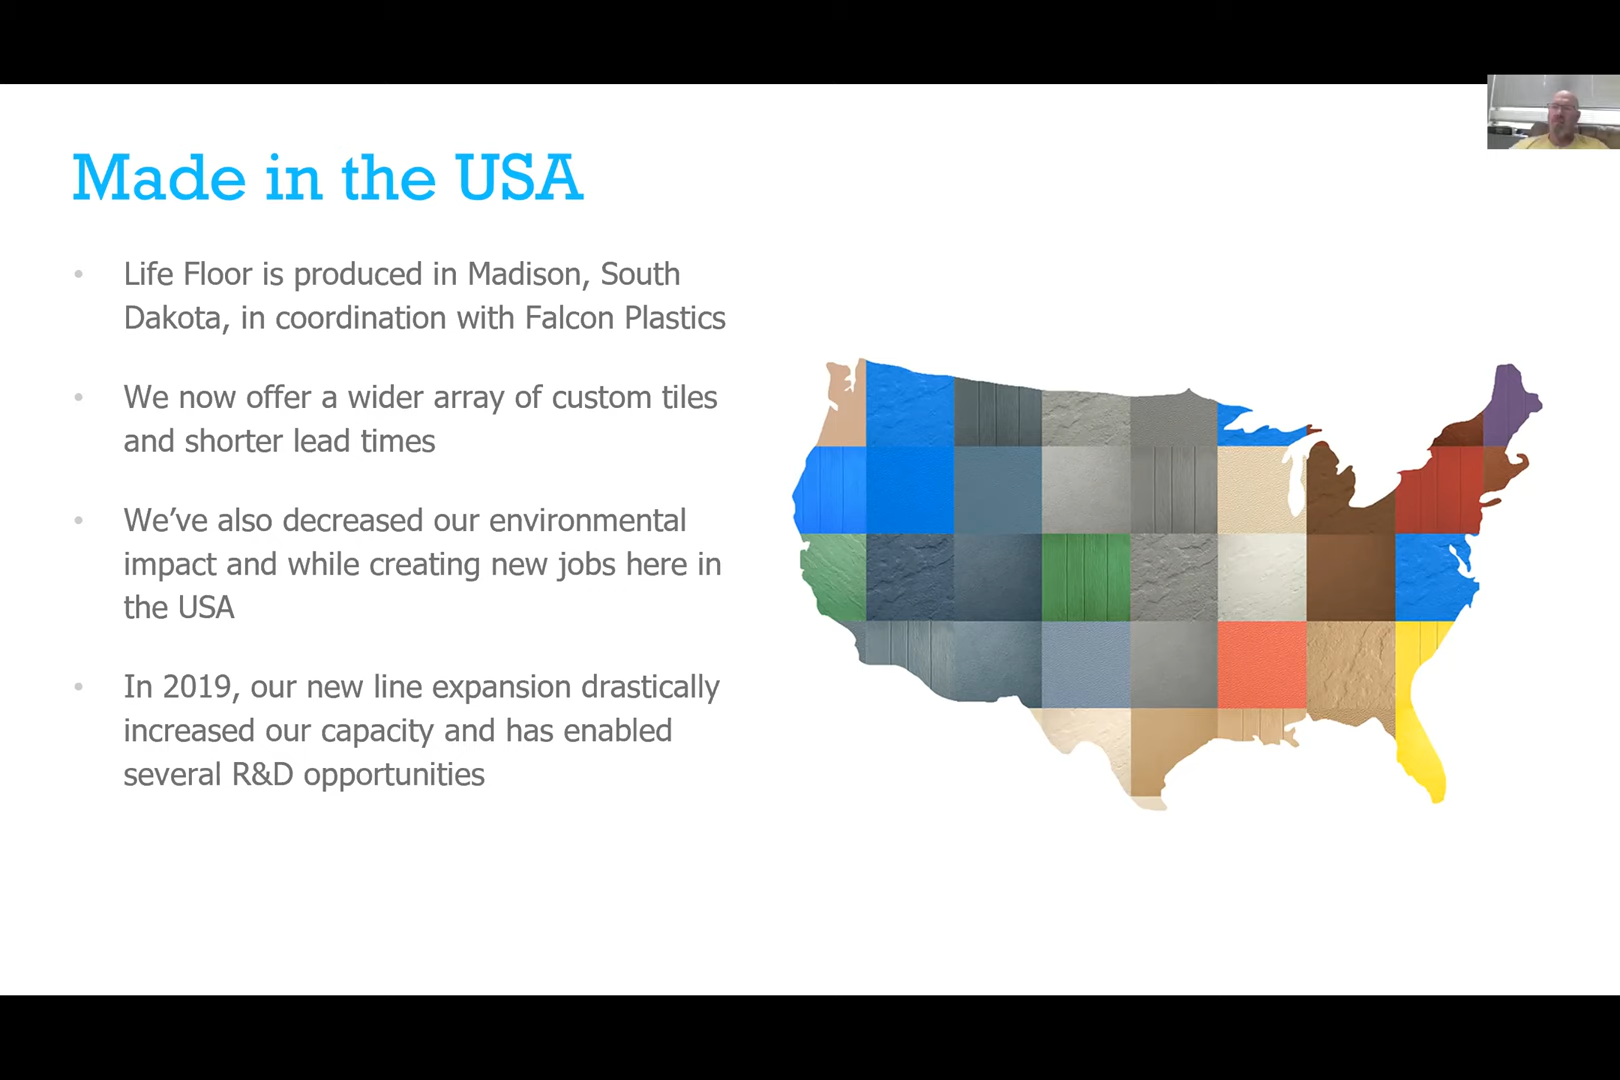 Made in the USA
• Life Floor is produced in Madison, South
Dakota, in coordination with Falcon Plastics
• We now offer a wider array of custom tiles
and shorter lead times
• We’ve also decreased our environmental
impact and while creating new jobs here in
the USA
• In 2019, our new line expansion drastically
increased our capacity and has enabled
several R&D opportunities